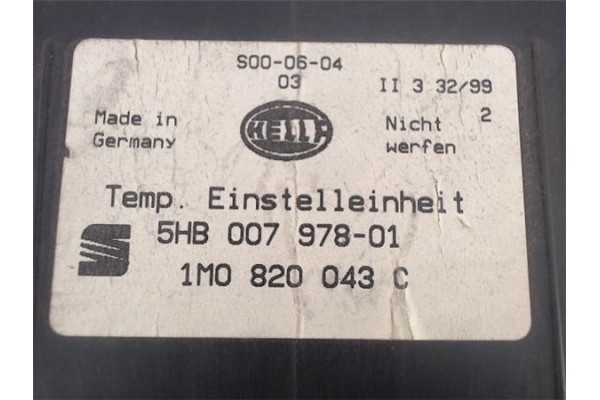 S00-06-04
03
II 3 32/99
2
Made in
Germany
HELLA
Nicht
werfen
Temp. Einstelleinheit
5HB 007 978-01
1M0 820 043 C